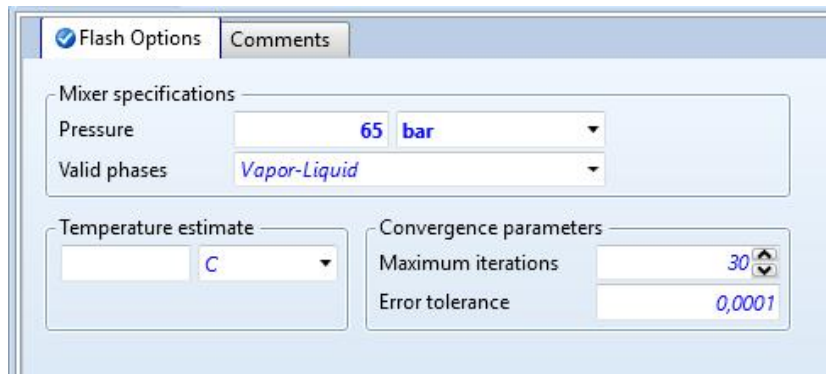 Flash Options Comments
Mixer specifications
Pressure 65 bar
Valid phases Vapor-Liquid
Temperature estimate
C
Convergence parameters
Maximum iterations 30
Error tolerance 0,0001